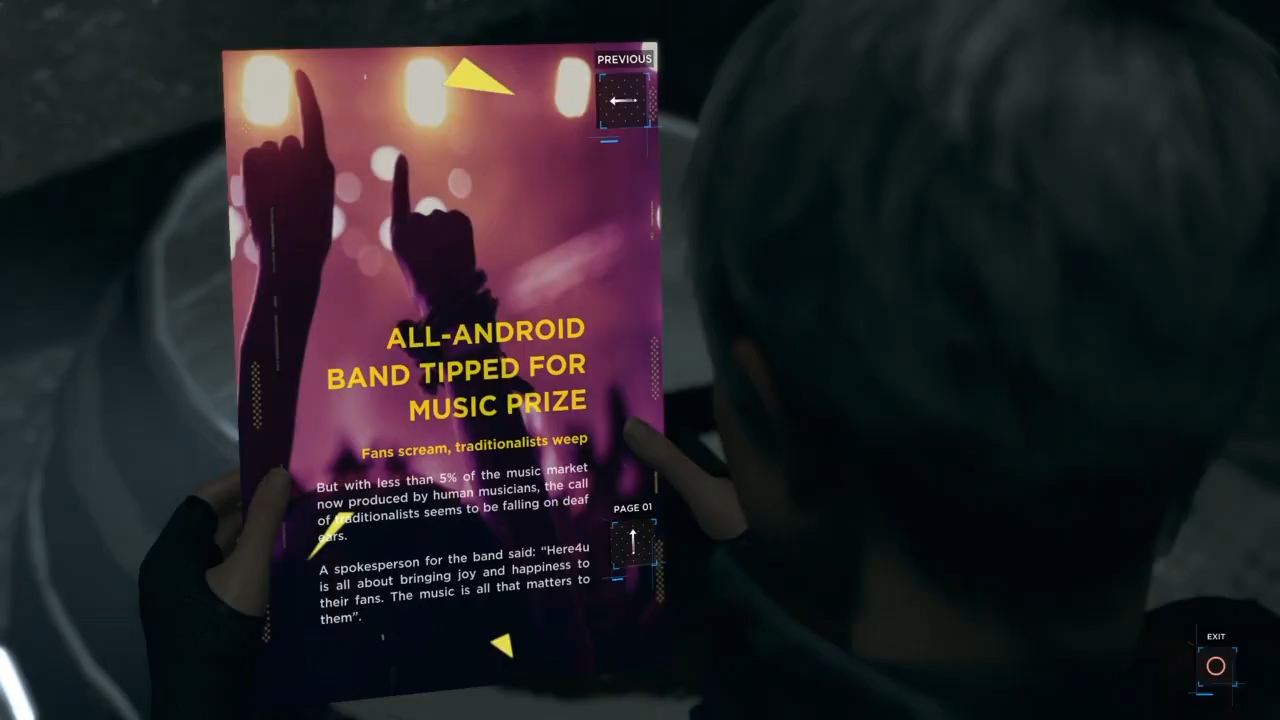 PREVIOUS
ALL-ANDROID
BAND TIPPED FOR
MUSIC PRIZE
Fans scream, traditionalists weep
But with less than 5% of the music market
now produced by human musicians, the call
of traditionalists seems to be falling on deaf
ears.
A spokesperson for the band said: “Here4u
is all about bringing joy and happiness to
their fans. The music is all that matters to
them”.
PAGE 01
EXIT